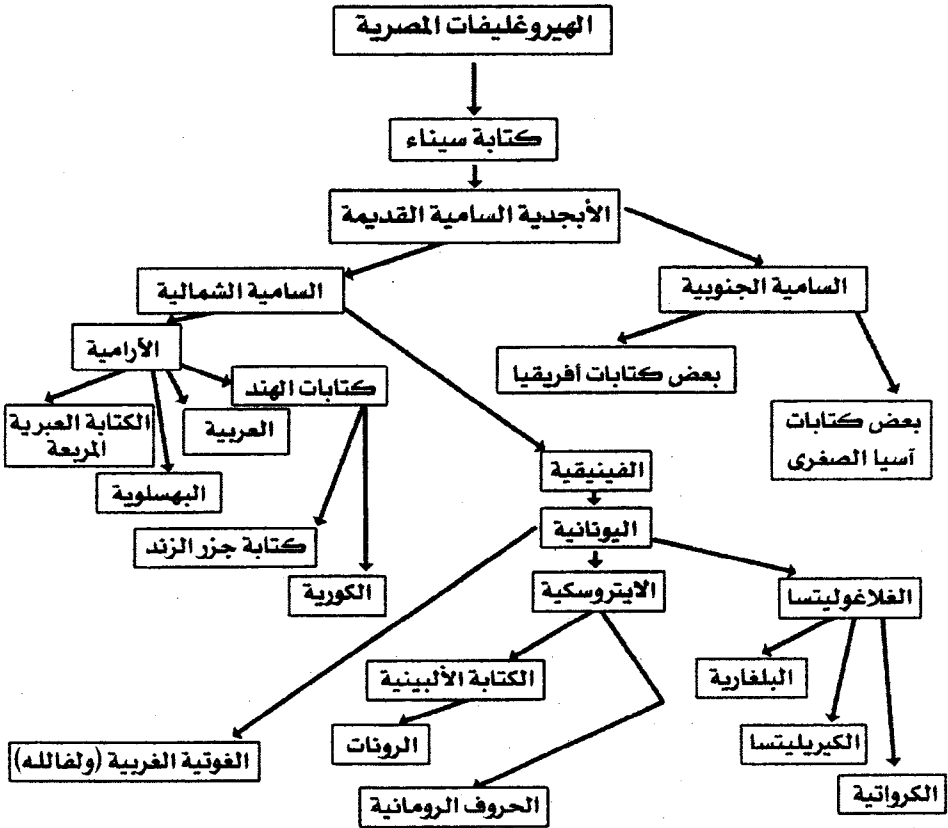 الهيروغليفات المصرية
كتابة سيناء
الأبجدية السامية القديمة
السامية الشمالية
السامية الجنوبية
الأرامية
بعض كتابات أفريقيا
كتابات الهند
بعض كتابات
آسيا الصغرى
الكتابة العبرية
المربعة
العربية
الفينيقية
البهسلوية
اليونانية
كتابة جزر الزند
الكورية
الايتروسكية
الغلاغوليتسا
الكتابة الألبينية
البلغارية
الرونات
الكيريليتسا
الغوتية الغربية (ولفالله)
الحروف الرومانية
الكرواتية